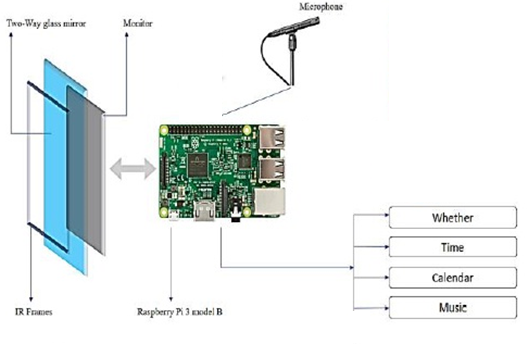 Microphone
Two-Way glass mirror
Monitor
Whether
Time
Calendar
Music
IR Frames
Raspberry Pi 3 model B